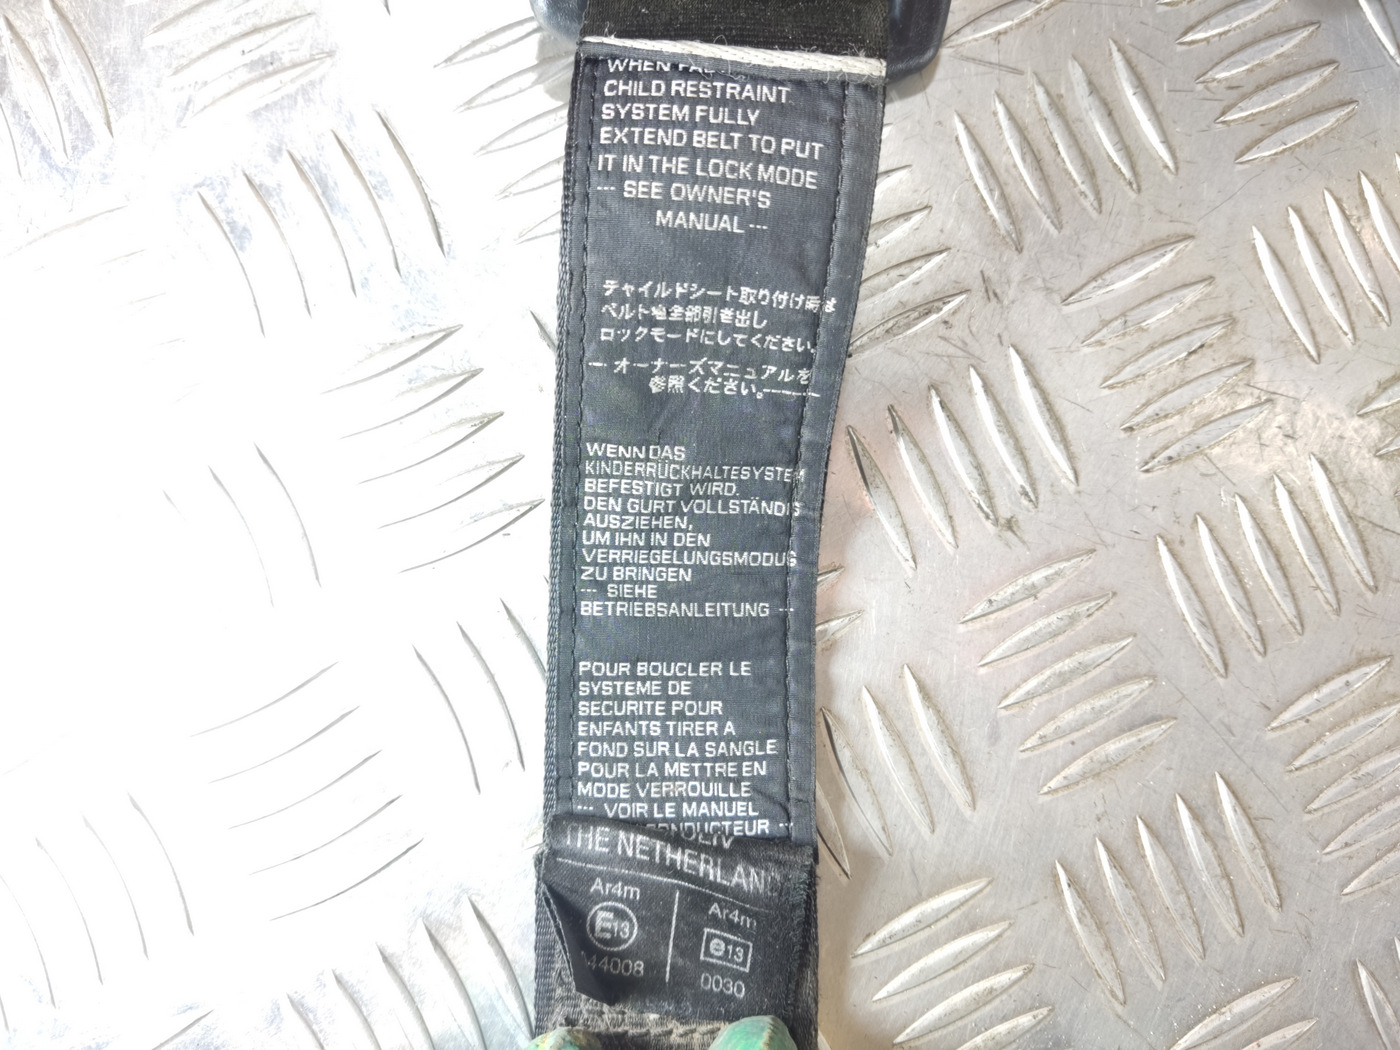 WHEN
CHILD RESTRAINT
SYSTEM FULLY
EXTEND BELT TO PUT
IT IN THE LOCK MODE
--- SEE OWNER'S
MANUAL ---
チャイルドシート取り付け時は
ベルトを全部引き出し
ロックモードにしてください。
--- オーナーズマニュアルを
参照ください。------
WENN DAS
KINDERRÜCKHALTESYSTEM
BEFESTIGT WIRD.
DEN GURT VOLLSTÄNDIG
AUSZIEHEN,
UM IHN IN DEN
VERRIEGELUNGSMODUS
ZU BRINGEN
--- SIEHE
BETRIEBSANLEITUNG ---
POUR BOUCLER LE
SYSTEME DE
SECURITE POUR
ENFANTS TIRER A
FOND SUR LA SANGLE
POUR LA METTRE EN
MODE VERROUILLE
--- VOIR LE MANUEL
CONDUCTEUR ---
THE NETHERLAND
Ar4m
E13
44008
Ar4m
e13
0030